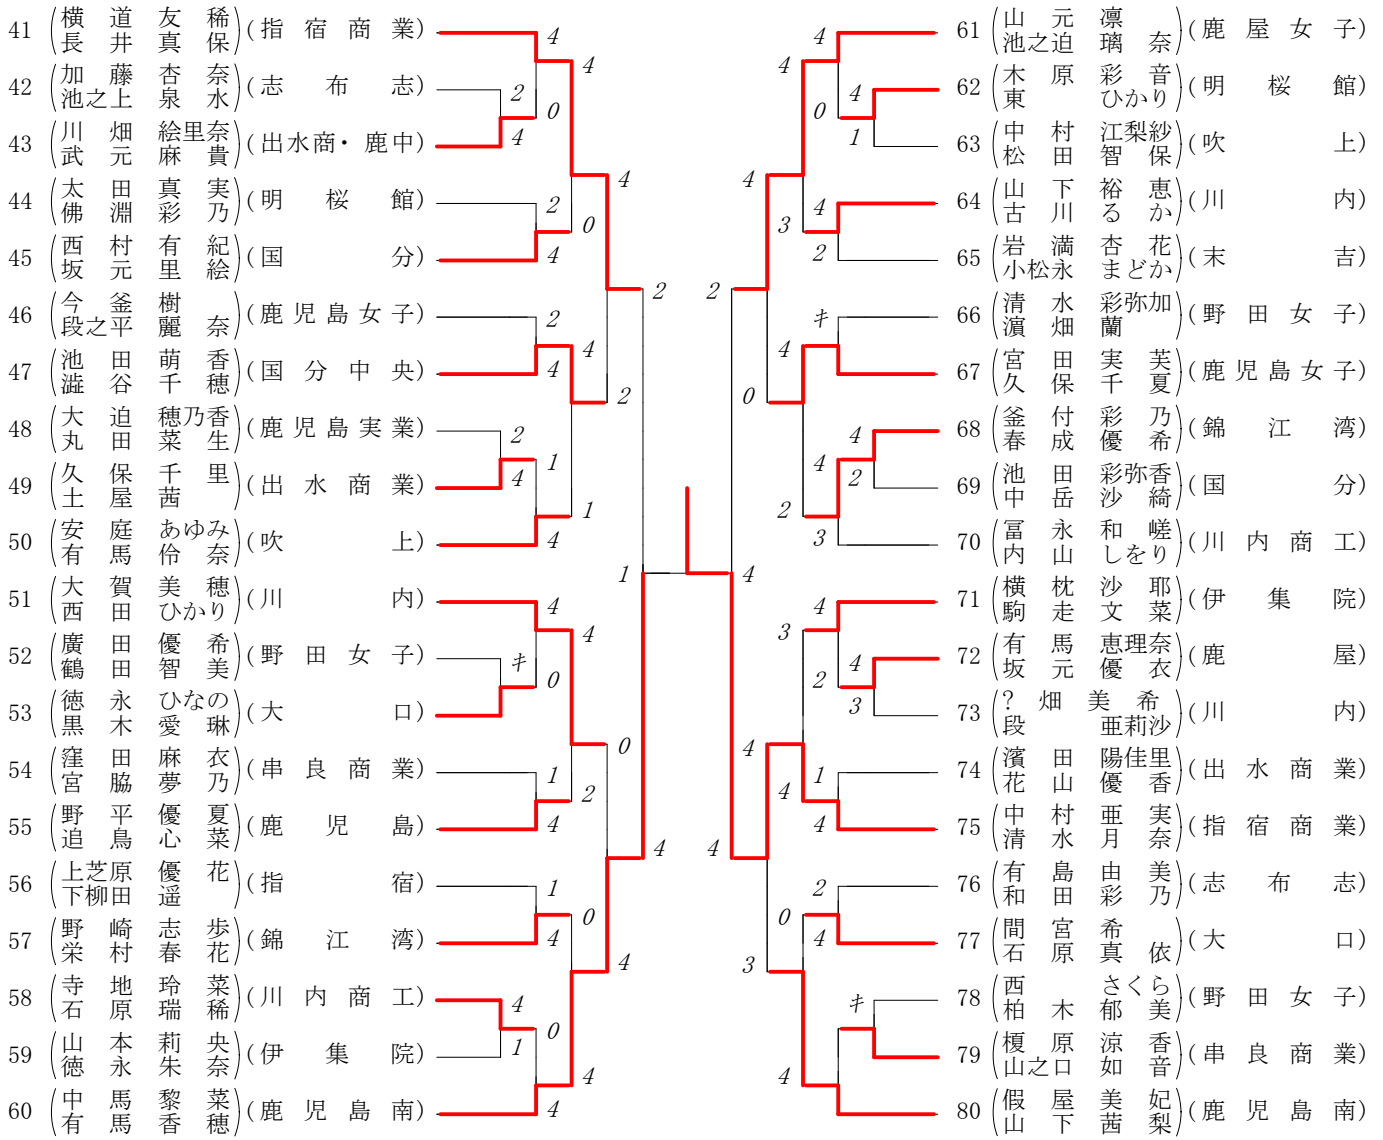 41 (横道友稀 長井真保) (指宿商業)
42 (加藤杏奈 池之上泉水) (志布志)
43 (川畑絵里奈 武元麻貴) (出水商・鹿中)
44 (太田真実 佛淵彩乃) (明桜館)
45 (西村有紀 坂元里絵) (国分)
46 (今釜樹 段之平麗奈) (鹿児島女子)
47 (池田萌香 澁谷千穂) (国分中央)
48 (大迫穂乃香 丸田菜生) (鹿児島実業)
49 (久保千里 土屋茜) (出水商業)
50 (安庭あゆみ 有馬伶奈) (吹上)
51 (大賀美穂 西田ひかり) (川内)
52 (廣田優希 鶴田智美) (野田女子)
53 (徳永ひなの 黒木愛琳) (大口)
54 (窪田麻衣 宮脇夢乃) (串良商業)
55 (野平優夏 追鳥心菜) (鹿児島)
56 (上芝原優花 下柳田遥) (指宿)
57 (野崎志歩 栄村春花) (錦江湾)
58 (寺地玲菜 石原瑞稀) (川内商工)
59 (山本莉央 徳永朱奈) (伊集院)
60 (中馬黎菜 有馬香穂) (鹿児島南)
4
4
2
0
4
4
2
0
4
2
2
4
4
2
2
1
4
1
4
1
4
4
キ
0
0
1
2
4
4
1
0
4
4
4
0
1
4
4
61 (山元凛 池之迫璃奈) (鹿屋女子)
62 (木原彩音 東ひかり) (明桜館)
63 (中村江梨紗 松田智保) (吹上)
64 (山下裕恵 古川るか) (川内)
65 (岩満杏花 小松永まどか) (末吉)
66 (清水彩弥加 濵畑蘭) (野田女子)
67 (宮田実芙 久保千夏) (鹿児島女子)
68 (釜付彩乃 春成優希) (錦江湾)
69 (池田彩弥香 中岳沙綺) (国分)
70 (冨永和嵯 内山しをり) (川内商工)
71 (横枕沙耶 駒走文菜) (伊集院)
72 (有馬恵理奈 坂元優衣) (鹿屋)
73 (?畑美希 段亜莉沙) (川内)
74 (濱田陽佳里 花山優香) (出水商業)
75 (中村亜実 清水月奈) (指宿商業)
76 (有島由美 和田彩乃) (志布志)
77 (間宮希 石原真依) (大口)
78 (西さくら 柏木郁美) (野田女子)
79 (榎原涼香 山之口如音) (串良商業)
80 (假屋美妃 山下茜梨) (鹿児島南)
4
4
4
0
1
4
4
3
2
2
キ
4
0
4
4
2
2
3
4
4
3
4
2
3
4
1
4
4
4
2
0
4
3
キ
4